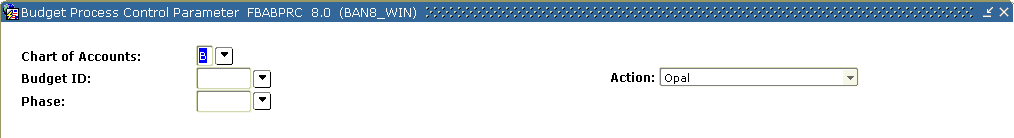 Budget Process Control Parameter FBABPRC 8.0 (BAN8_WIN)
Chart of Accounts: B
Budget ID:
Action: Opal
Phase: